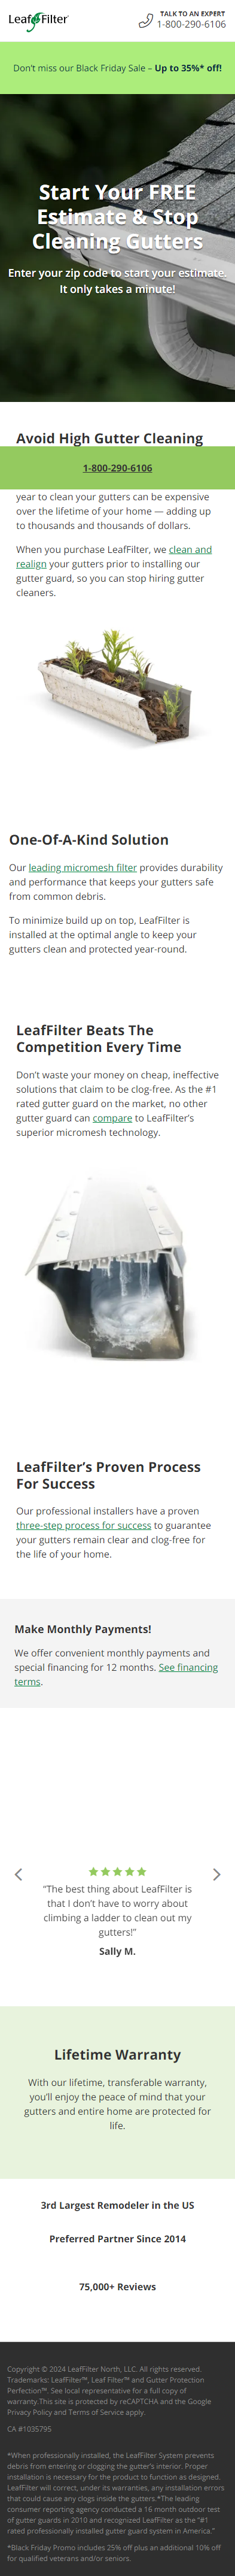 LeafFilter
TALK TO AN EXPERT
1-800-290-6106
Don't miss our Black Friday Sale – Up to 35%* off!
Start Your FREE
Estimate & Stop
Cleaning Gutters
Enter your zip code to start your estimate.
It only takes a minute!
Avoid High Gutter Cleaning
1-800-290-6106
year to clean your gutters can be expensive
over the lifetime of your home — adding up
to thousands and thousands of dollars.
When you purchase LeafFilter, we clean and
realign your gutters prior to installing our
gutter guard, so you can stop hiring gutter
cleaners.
One-Of-A-Kind Solution
Our leading micromesh filter provides durability
and performance that keeps your gutters safe
from common debris.
To minimize build up on top, LeafFilter is
installed at the optimal angle to keep your
gutters clean and protected year-round.
LeafFilter Beats The
Competition Every Time
Don't waste your money on cheap, ineffective
solutions that claim to be clog-free. As the #1
rated gutter guard on the market, no other
gutter guard can compare to LeafFilter's
superior micromesh technology.
LeafFilter's Proven Process
For Success
Our professional installers have a proven
three-step process for success to guarantee
your gutters remain clear and clog-free for
the life of your home.
Make Monthly Payments!
We offer convenient monthly payments and
special financing for 12 months. See financing
terms.
"The best thing about LeafFilter is
that I don't have to worry about
climbing a ladder to clean out my
gutters!"
Sally M.
Lifetime Warranty
With our lifetime, transferable warranty,
you'll enjoy the peace of mind that your
gutters and entire home are protected for
life.
3rd Largest Remodeler in the US
Preferred Partner Since 2014
75,000+ Reviews
Copyright © 2024 LeafFilter North, LLC. All rights reserved.
Trademarks: LeafFilter™, Leaf Filter™ and Gutter Protection
Perfection™. See local representative for a full copy of
warranty.This site is protected by reCAPTCHA and the Google
Privacy Policy and Terms of Service apply.
CA #1035795
*When professionally installed, the LeafFilter System prevents
debris from entering or clogging the gutter's interior. Proper
installation is necessary for the product to function as designed.
LeafFilter will correct, under its warranties, any installation errors
that could cause any clogs inside the gutters.*The leading
consumer reporting agency conducted a 16 month outdoor test
of gutter guards in 2010 and recognized LeafFilter as the "#1
rated professionally installed gutter guard system in America."
*Black Friday Promo includes 25% off plus an additional 10% off
for qualified veterans and/or seniors.